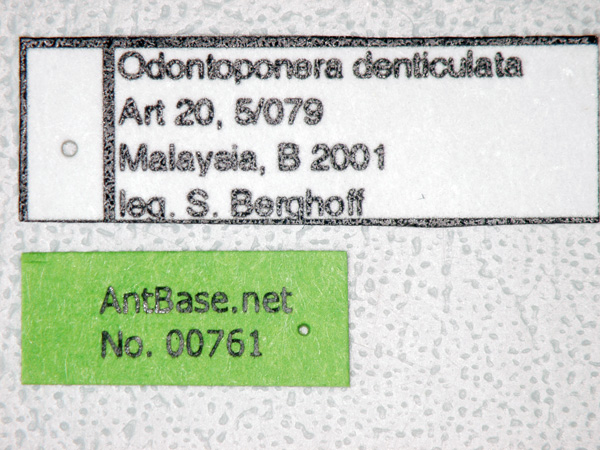 Odontoponera denticulata
Art 20, 5/079
Malaysia, B 2001
leg. S. Berghoff
AntBase.net
No. 00761